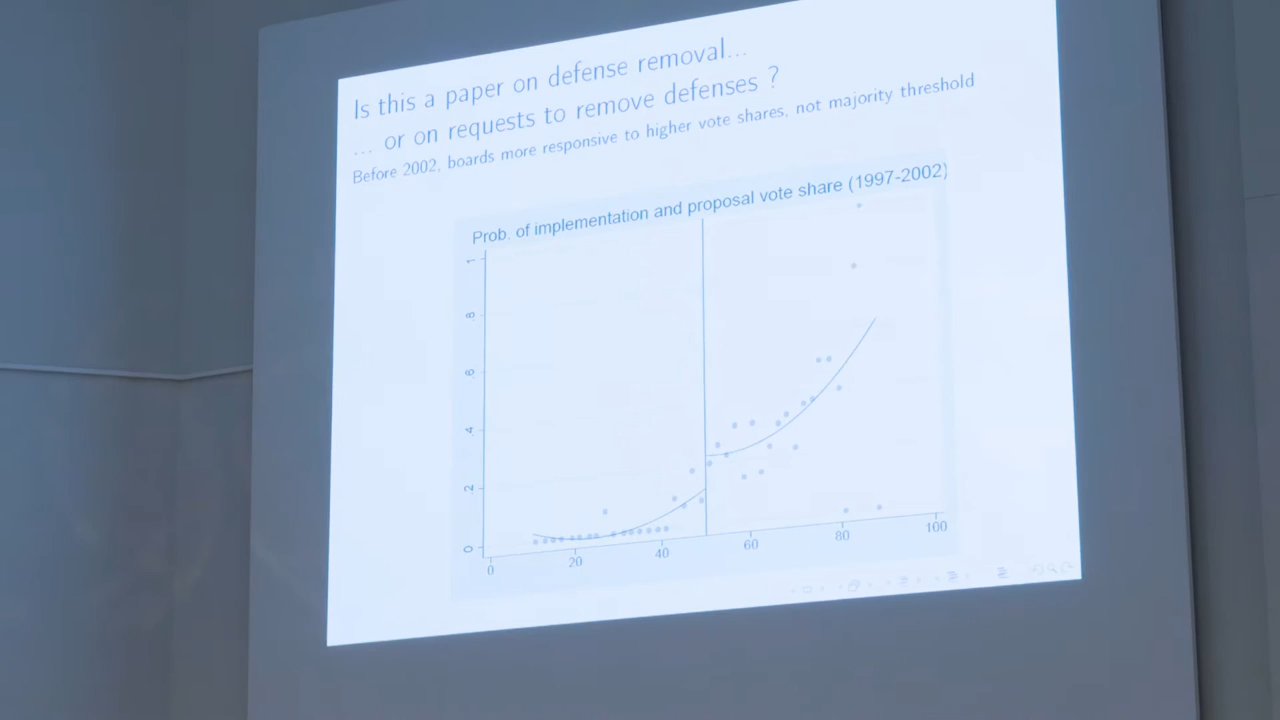 Is this a paper on defense removal...
... or on requests to remove defenses ?
Before 2002, boards more responsive to higher vote shares, not majority threshold
Prob. of implementation and proposal vote share (1997-2002)
1
.8
.6
.4
.2
0
0 20 40 60 80 100